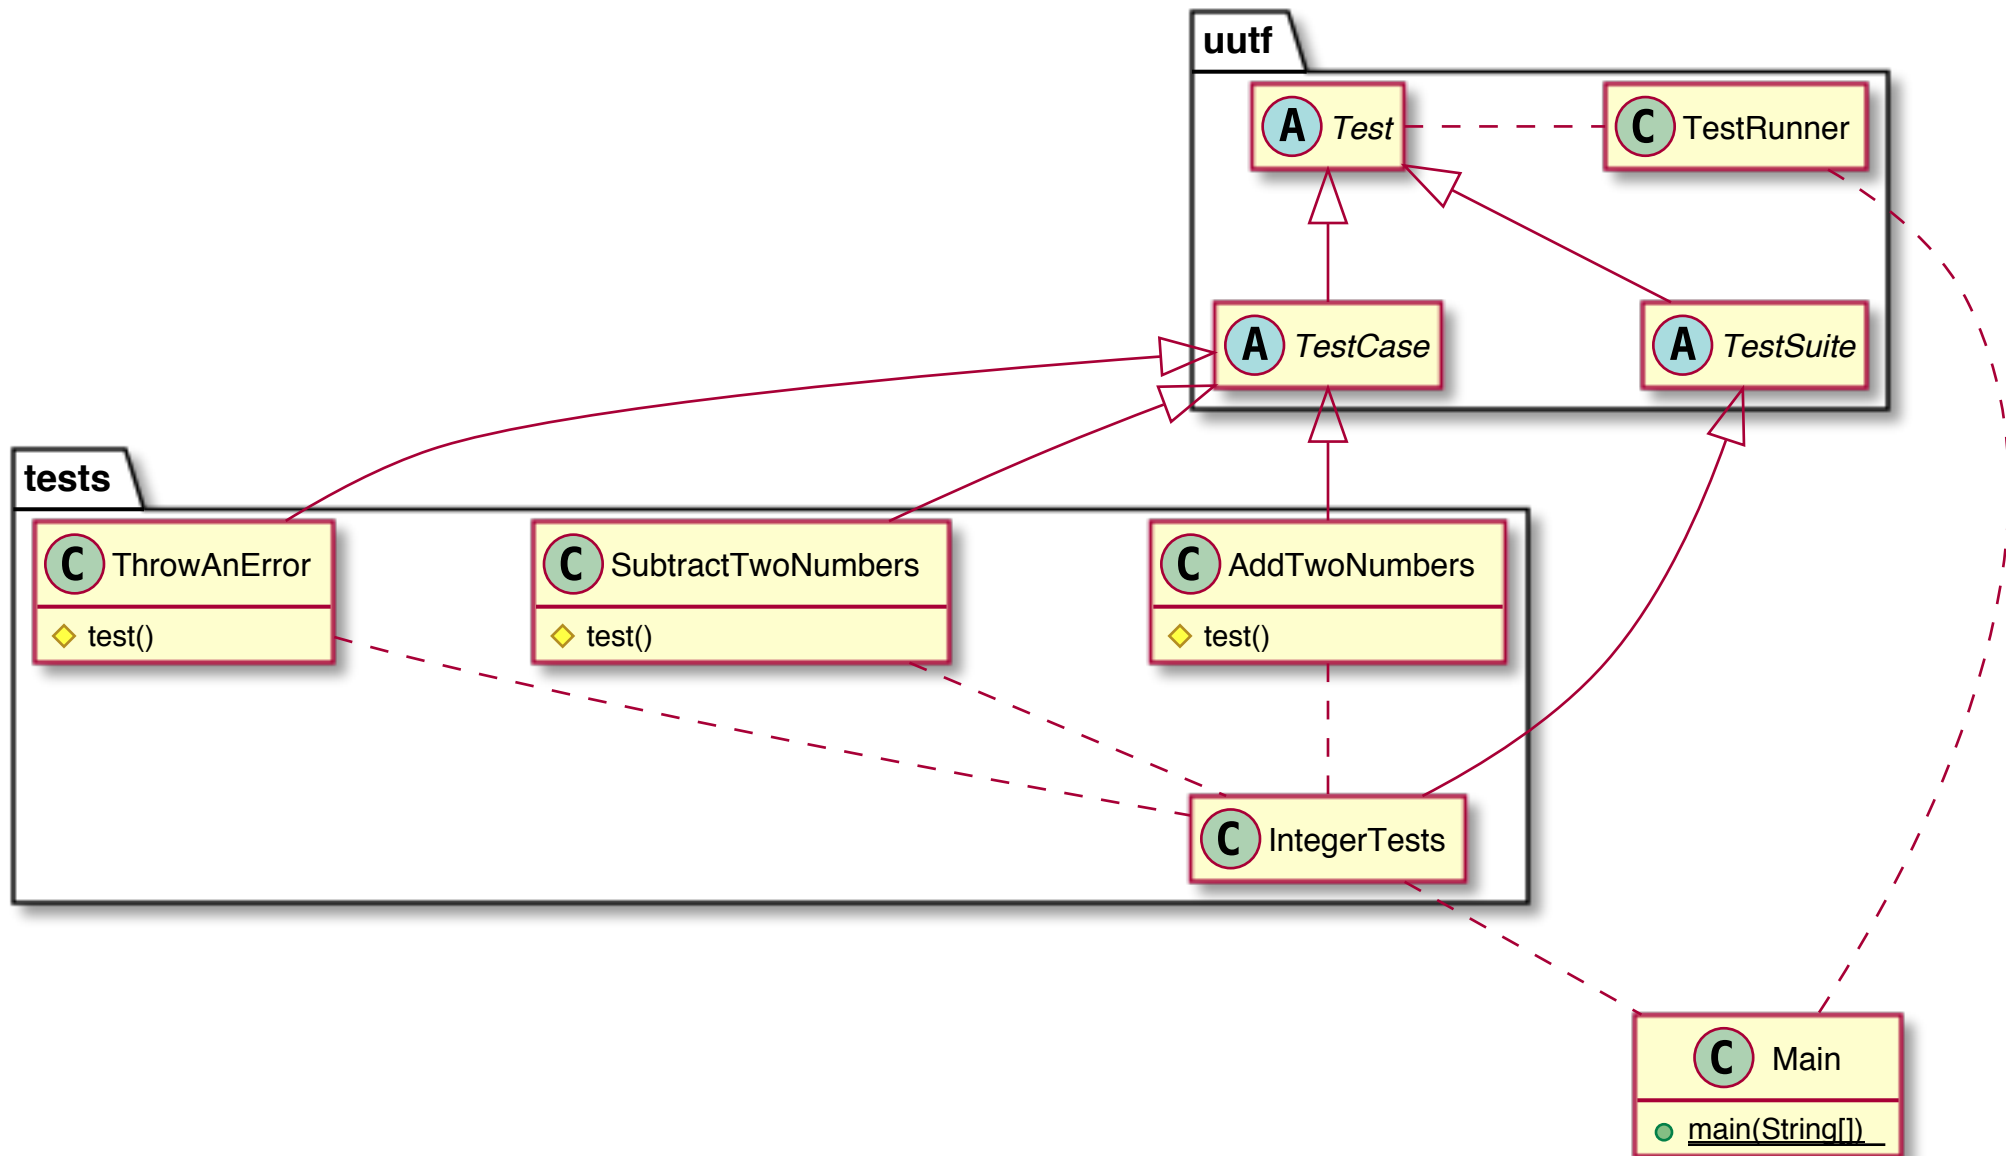 uutf
A Test
C TestRunner
A TestCase
A TestSuite
tests
C ThrowAnError
test()
C SubtractTwoNumbers
test()
C AddTwoNumbers
test()
C IntegerTests
C Main
main(String[])